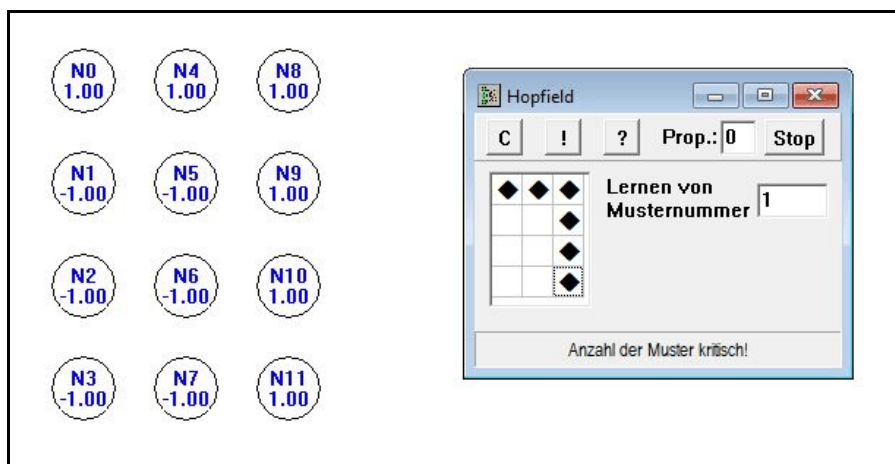 N0 N4 N8
1.00 1.00 1.00
N1 N5 N9
-1.00 -1.00 1.00
N2 N6 N10
-1.00 -1.00 1.00
N3 N7 N11
-1.00 -1.00 1.00
Hopfield
C ! ? Prop.: 0 Stop
Lernen von
Musternummer 1
Anzahl der Muster kritisch!